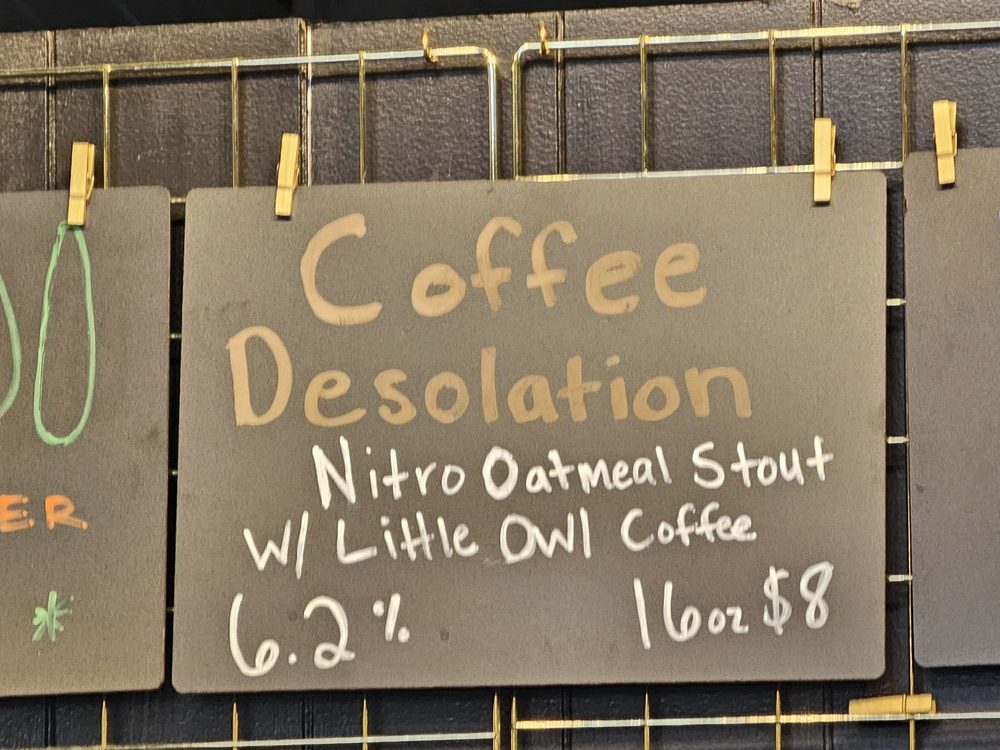 Coffee
Desolation
Nitro Oatmeal Stout
W/ Little Owl Coffee
6.2%
16oz $8